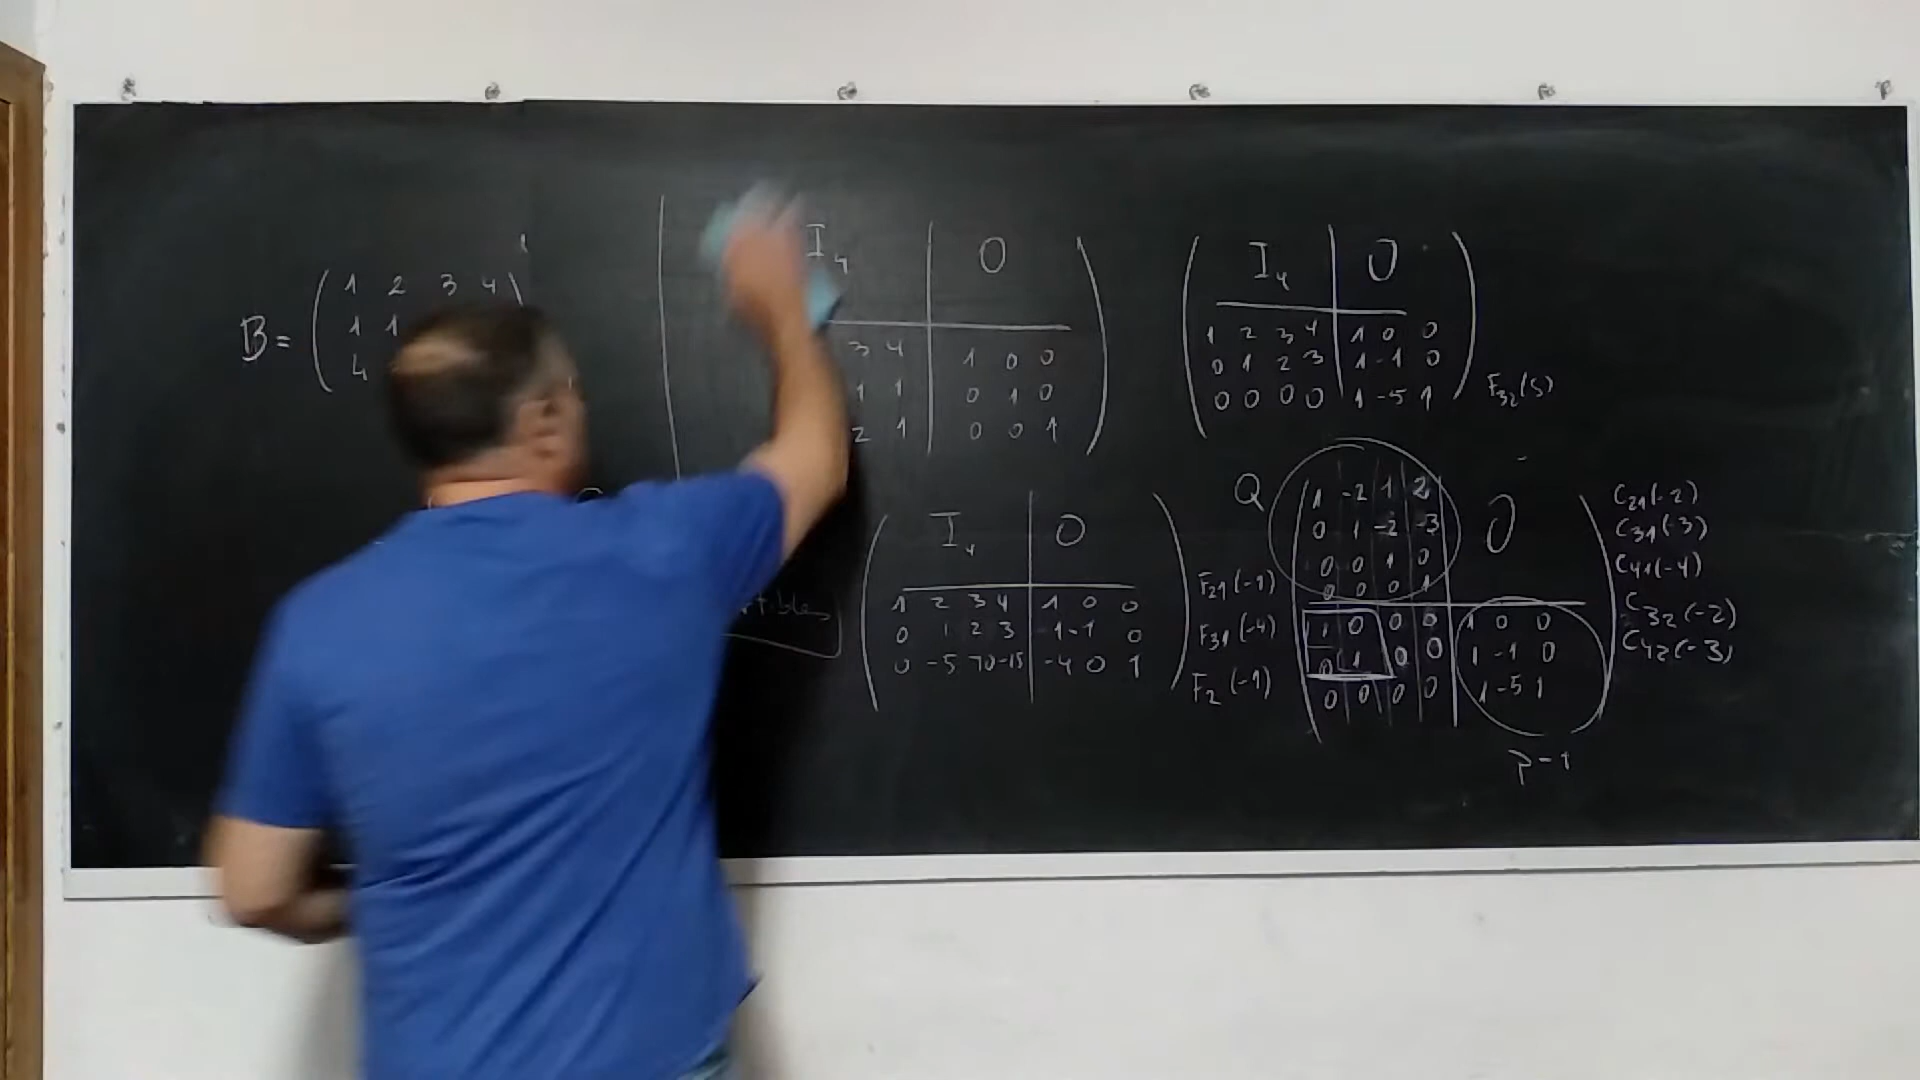 B = ( 1 2 3 4
1 1
4
I₄ | 0
3 4 | 1 0 0
1 1 | 0 1 0
2 1 | 0 0 1
I₄ | 0
1 2 3 4 | 1 0 0
0 1 2 3 | 1 -1 0
0 0 0 0 | 1 -5 1
F₃₂(5)
I₄ | 0
1 2 3 4 | 1 0 0
0 1 2 3 | 1 -1 0
0 -5 -10 -15 | -4 0 1
F₂₁(-1)
F₃₁(-4)
F₂(-1)
Q
1 -2 1 2 | 0
0 1 -2 -3
0 0 1 0
0 0 0 1
1 0 0 0 | 1 0 0
0 1 0 0 | 1 -1 0
0 0 0 0 | 1 -5 1
P-1
C₂₁(-2)
C₃₁(-3)
C₄₁(-4)
C₃₂(-2)
C₄₂(-3)